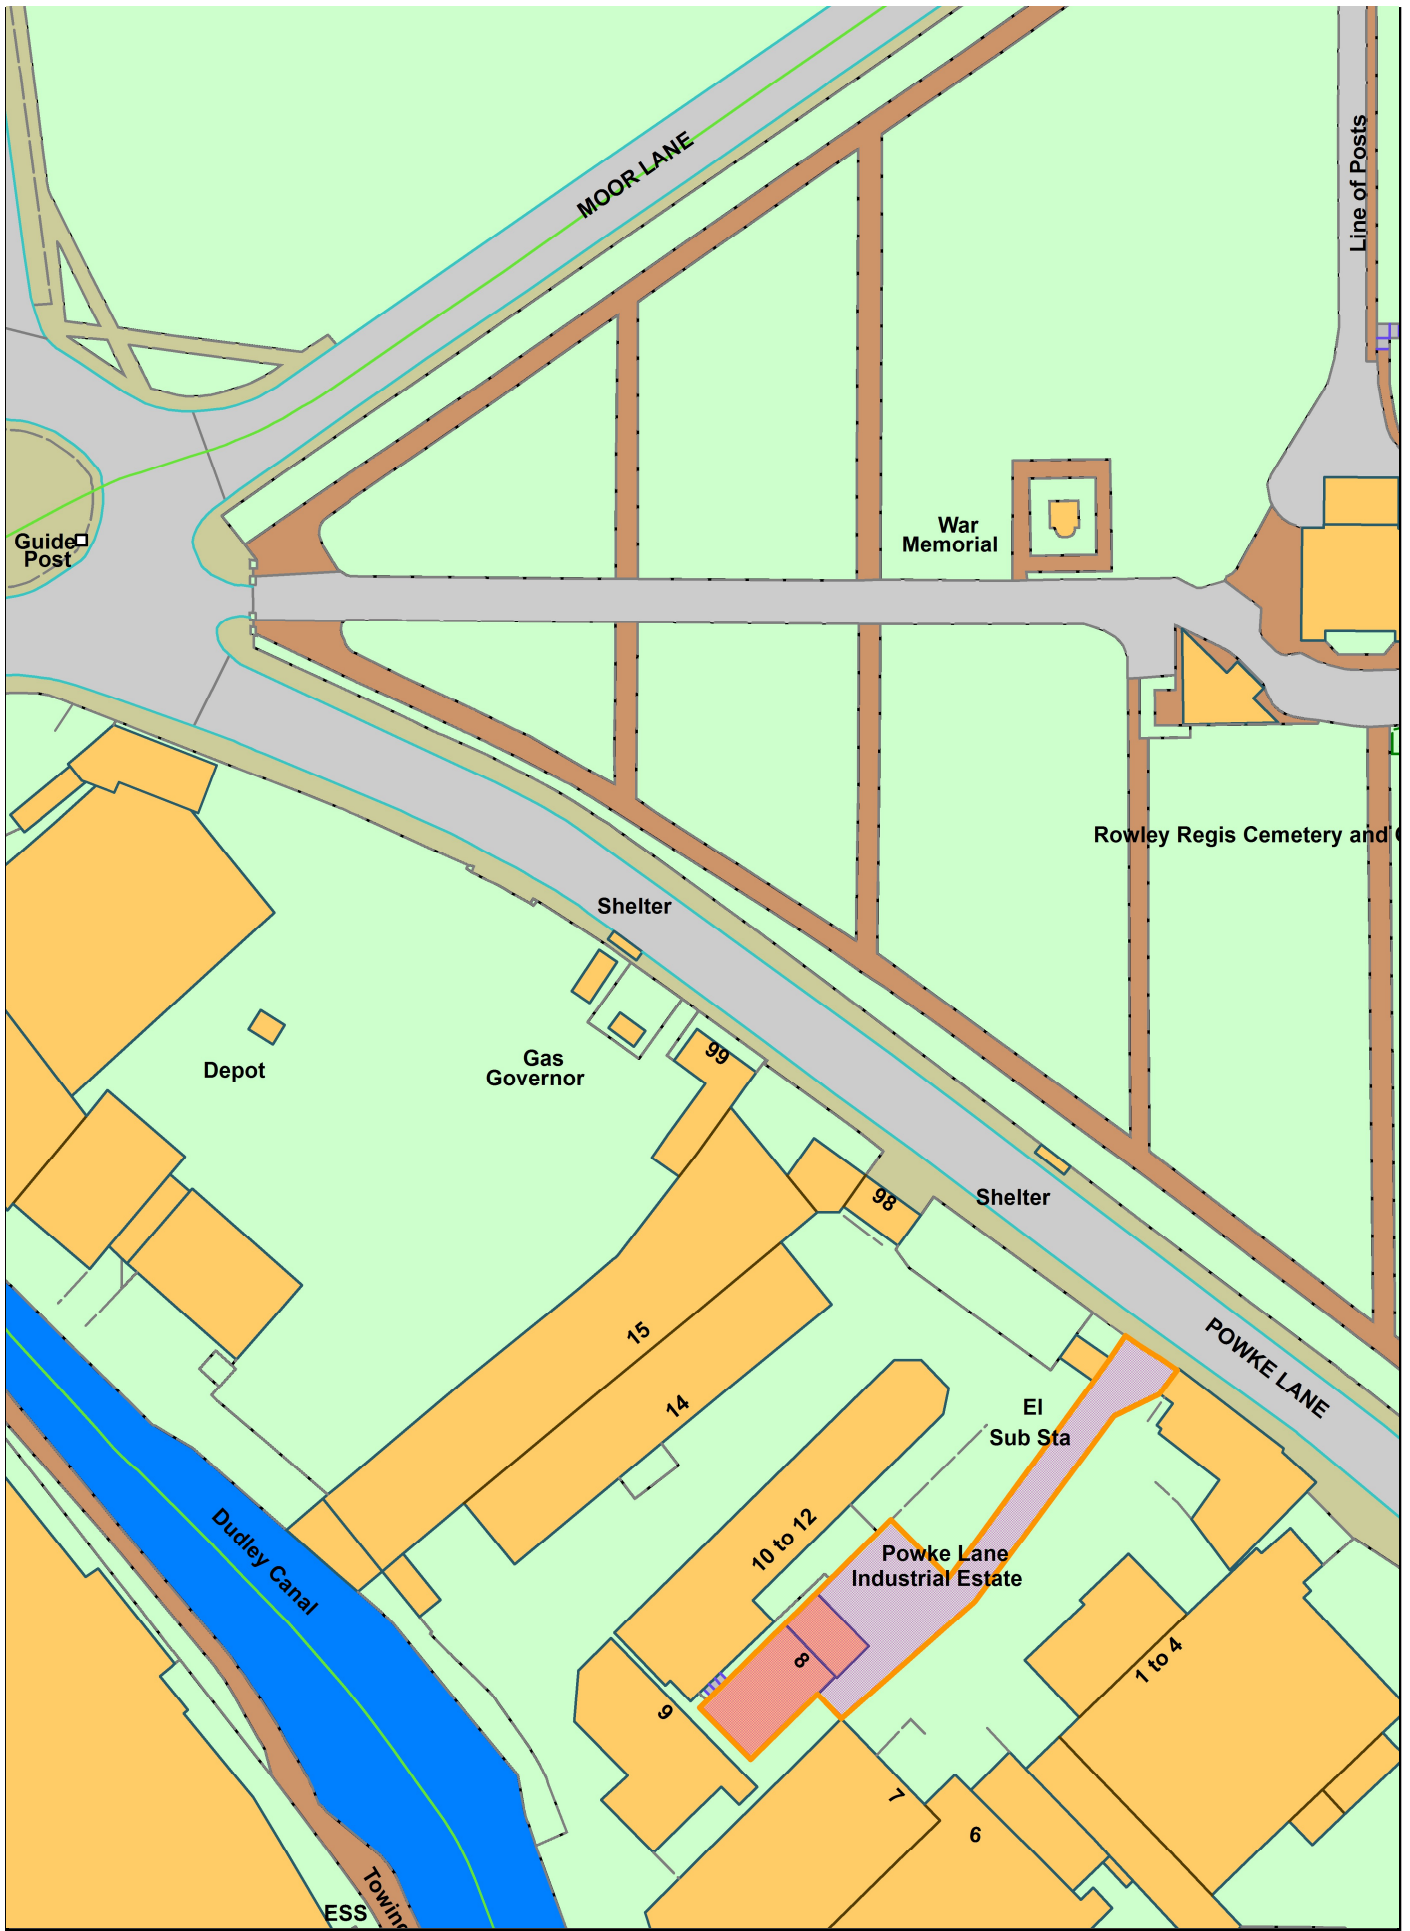 MOOR LANE
Line of Posts
Guide
Post
War
Memorial
Rowley Regis Cemetery and
Shelter
Depot
Gas
Governor
99
98
Shelter
POWKE LANE
15
14
El
Sub Sta
10 to 12
Powke Lane
Industrial Estate
Dudley Canal
8
1 to 4
9
7
6
Towing
ESS